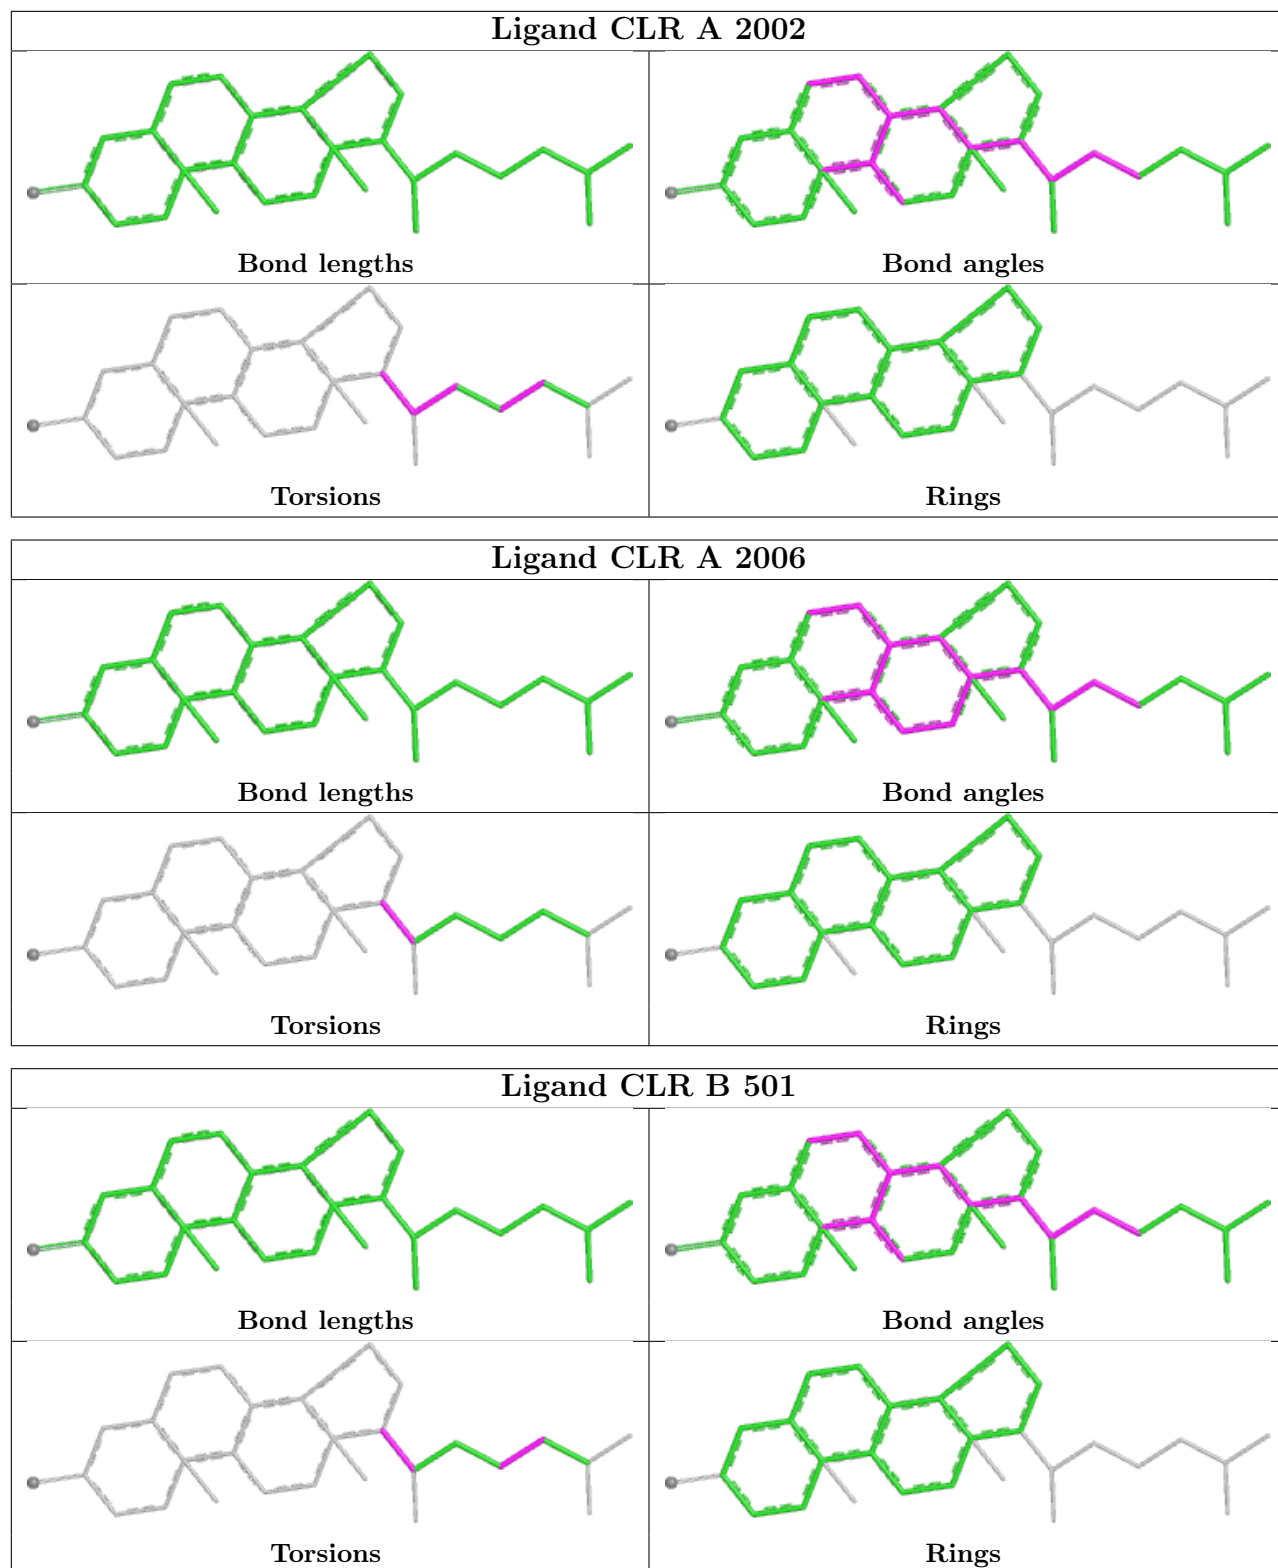 Ligand CLR A 2002
Bond lengths
Bond angles
Torsions
Rings
Ligand CLR A 2006
Bond lengths
Bond angles
Torsions
Rings
Ligand CLR B 501
Bond lengths
Bond angles
Torsions
Rings